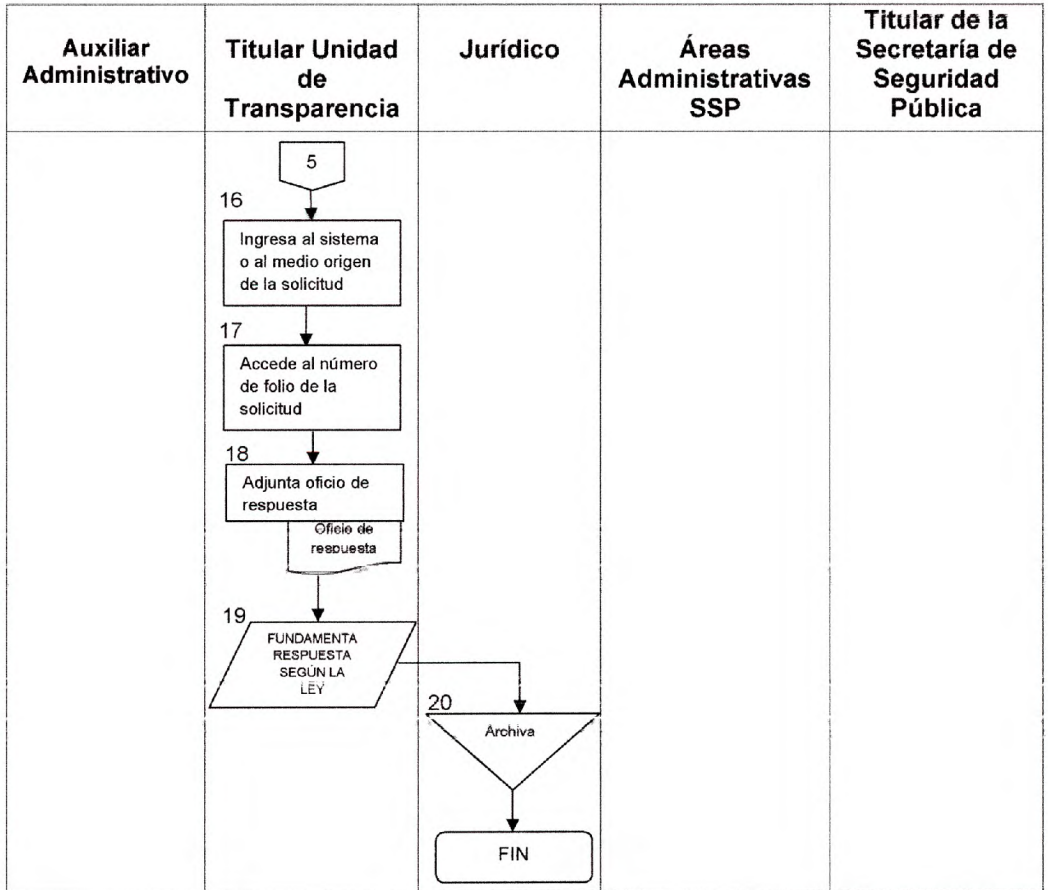 Auxiliar
Administrativo
Titular Unidad
de
Transparencia
Jurídico
Áreas
Administrativas
SSP
Titular de la
Secretaría de
Seguridad
Pública
5
16
Ingresa al sistema
o al medio origen
de la solicitud
17
Accede al número
de folio de la
solicitud
18
Adjunta oficio de
respuesta
Oficio de
respuesta
19
FUNDAMENTA
RESPUESTA
SEGÚN LA
LEY
20
Archiva
FIN